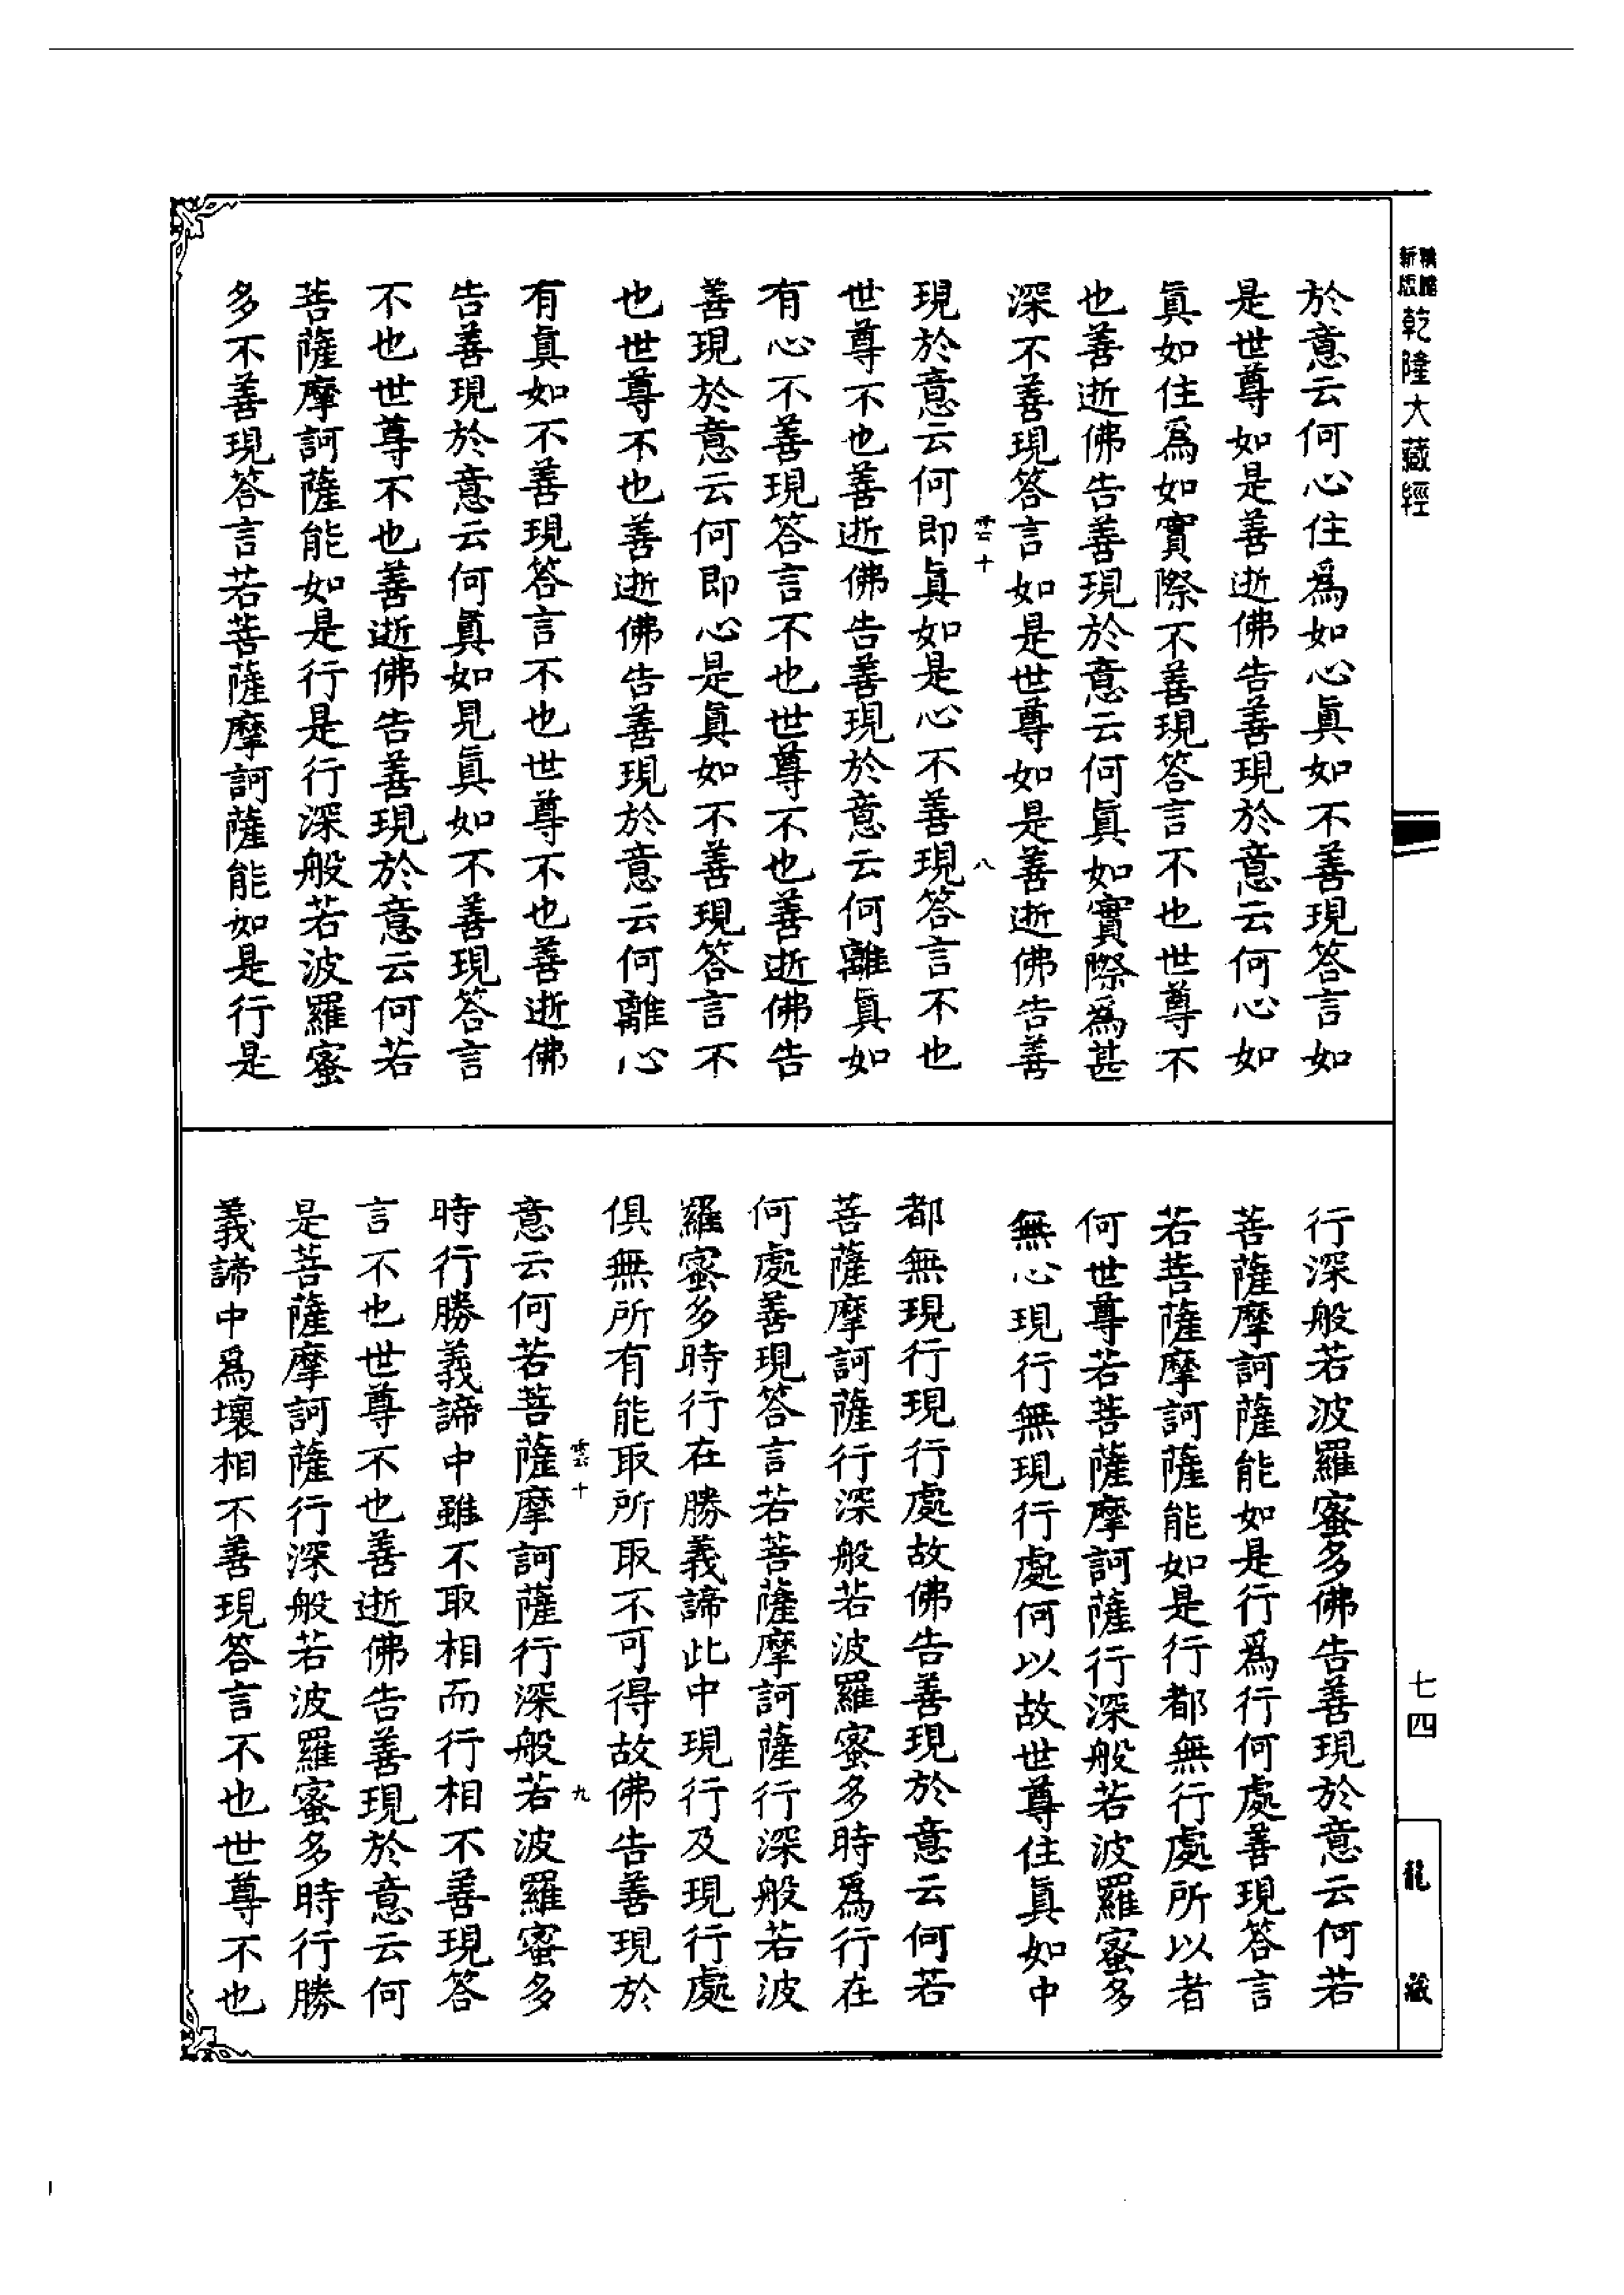 新版
乾隆大藏經
於意云何心住爲如心眞如不善現答言如
是世尊如是善逝佛告善現於意云何心如
眞如住爲如實際不善現答言不也世尊不
也善逝佛告善現於意云何眞如實際爲甚
深不善現答言如是世尊如是善逝佛告善
雲十
八
現於意云何即眞如是心不善現答言不也
世尊不也善逝佛告善現於意云何離眞如
有心不善現答言不也世尊不也善逝佛告
善現於意云何即心是眞如不善現答言不
也世尊不也善逝佛告善現於意云何離心
有眞如不善現答言不也世尊不也善逝佛
告善現於意云何眞如見眞如不善現答言
不也世尊不也善逝佛告善現於意云何若
菩薩摩訶薩能如是行是行深般若波羅蜜
多不善現答言若菩薩摩訶薩能如是行是
行深般若波羅蜜多佛告善現於意云何若
菩薩摩訶薩能如是行爲行何處善現答言
若菩薩摩訶薩能如是行都無行處所以者
何世尊若菩薩摩訶薩行深般若波羅蜜多
無心現行無現行處何以故世尊住眞如中
都無現行現行處故佛告善現於意云何若
菩薩摩訶薩行深般若波羅蜜多時爲行在
何處善現答言若菩薩摩訶薩行深般若波
羅蜜多時行在勝義諦此中現行及現行處
俱無所有能取所取不可得故佛告善現於
雲十
九
意云何若菩薩摩訶薩行深般若波羅蜜多
時行勝義諦中雖不取相而行相不善現答
言不也世尊不也善逝佛告善現於意云何
是菩薩摩訶薩行深般若波羅蜜多時行勝
義諦中爲壞相不善現答言不也世尊不也
七四
龍藏